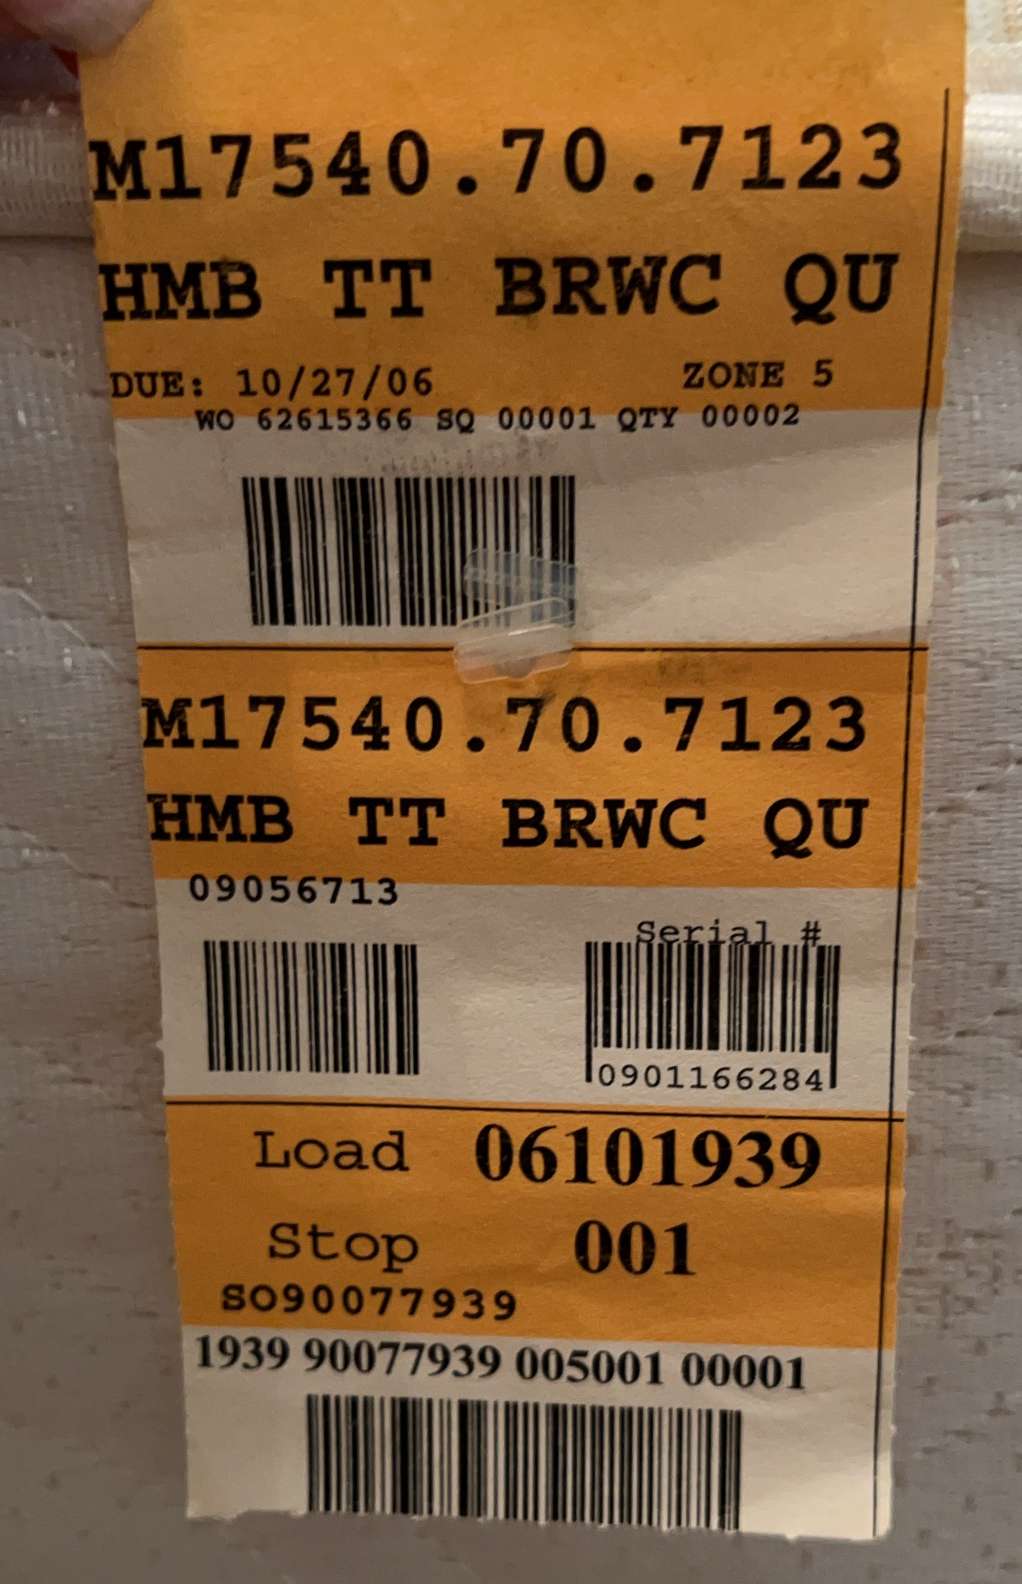 M17540.70.7123
HMB TT BRWC QU
DUE: 10/27/06 ZONE 5
WO 62615366 SQ 00001 QTY 00002
M17540.70.7123
HMB TT BRWC QU
09056713
Serial #
0901166284
Load 06101939
Stop 001
SO90077939
1939 90077939 005001 00001